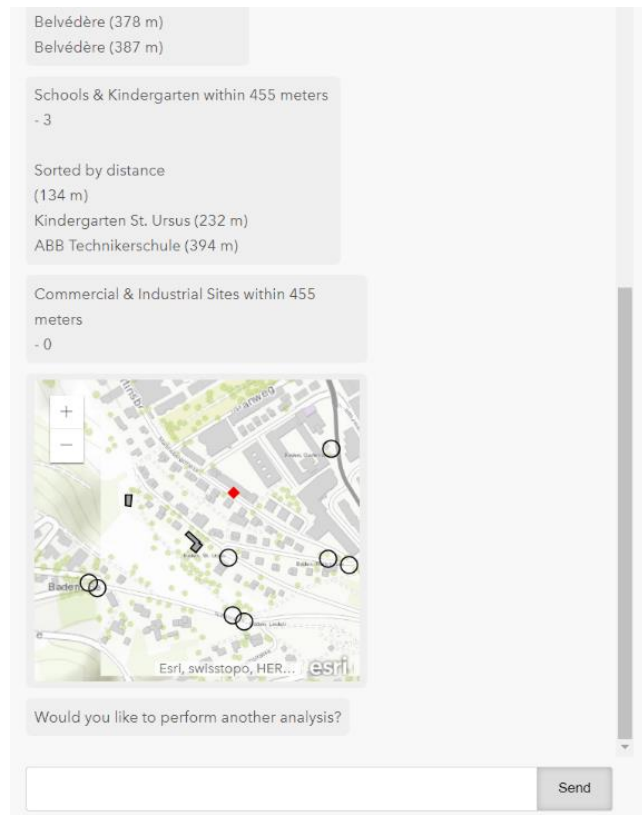 Belvédère (378 m)
Belvédère (387 m)
Schools & Kindergarten within 455 meters
- 3
Sorted by distance
(134 m)
Kindergarten St. Ursus (232 m)
ABB Technikerschule (394 m)
Commercial & Industrial Sites within 455
meters
- 0
+
−
Baden
Esri, swisstopo, HER...
esri
Would you like to perform another analysis?
Send